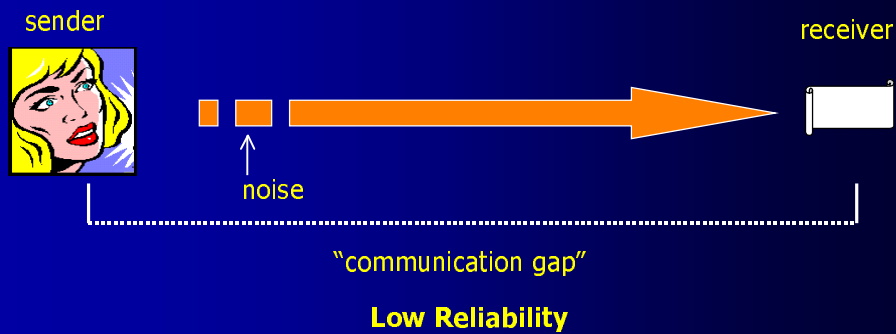 sender
receiver
noise
“communication gap”
Low Reliability